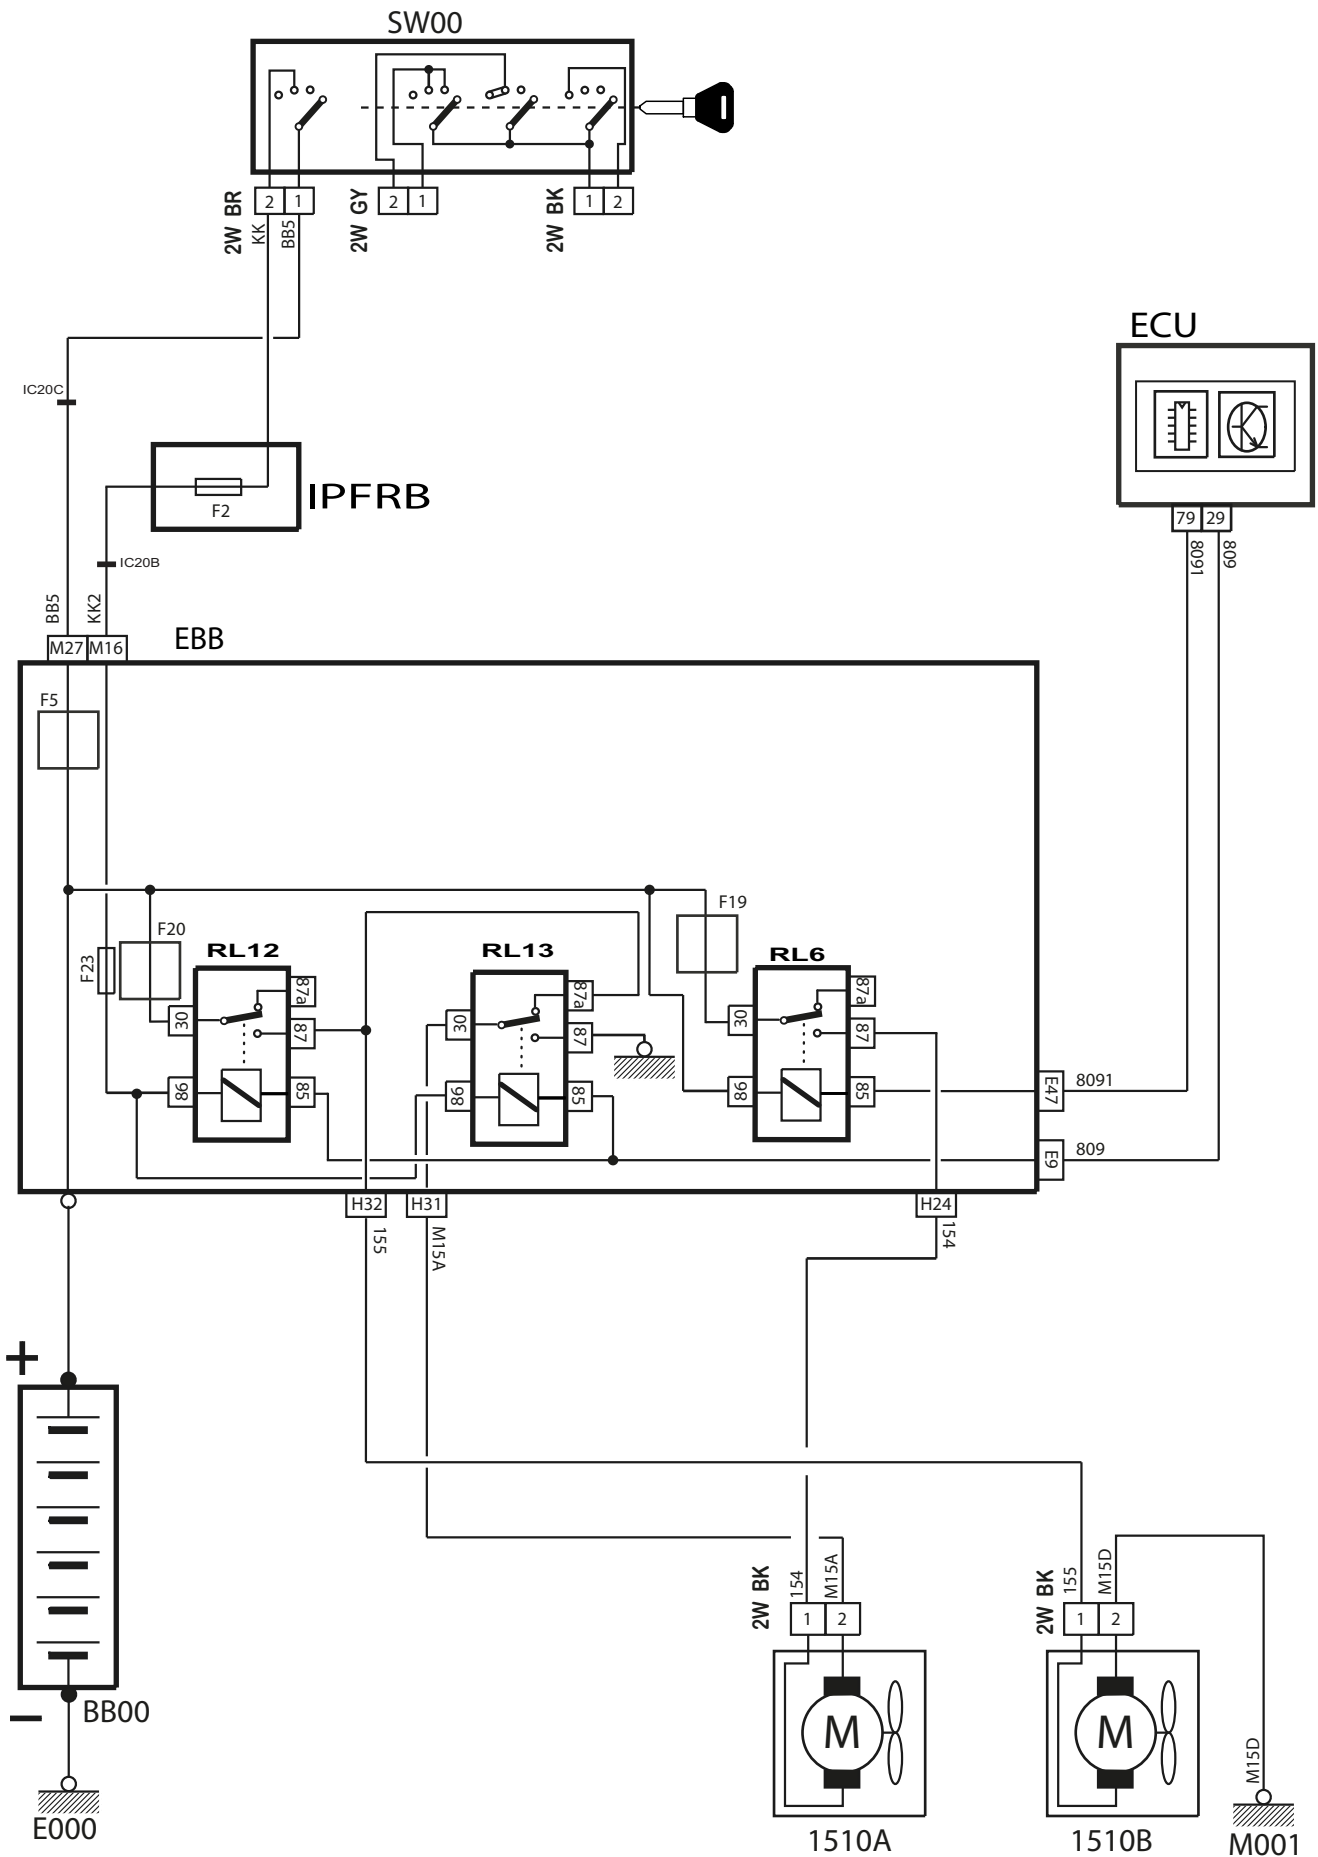 SW00
2W BR
2
1
KK
BB5
2W GY
2
1
2W BK
1
2
ECU
79
29
8091
809
IC20C
F2
IPFRB
IC20B
BB5
KK2
M27
M16
EBB
F5
F23
F20
RL12
30
87a
87
86
85
RL13
30
87a
87
86
85
F19
RL6
30
87a
87
86
85
E47
8091
E9
809
H32
155
H31
M15A
H24
154
+
–
BB00
E000
2W BK
154
M15A
1
2
M
1510A
2W BK
155
M15D
1
2
M
1510B
M15D
M001